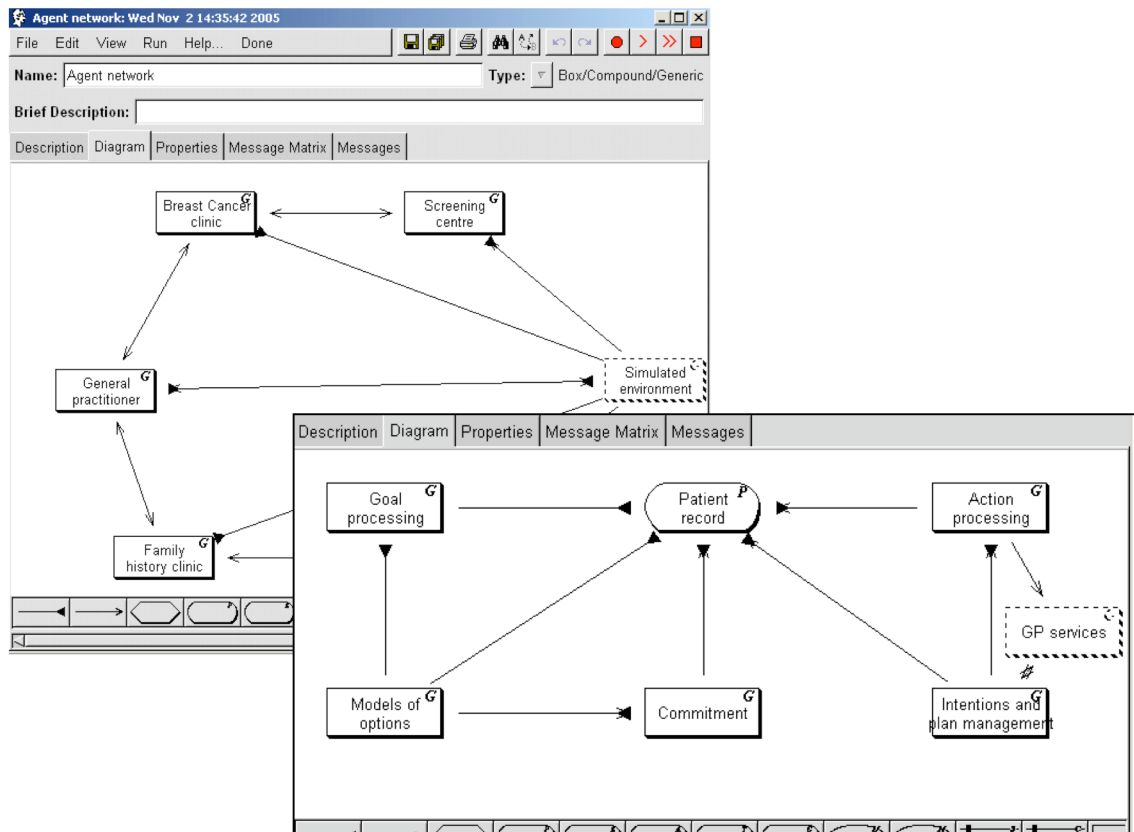 Agent network: Wed Nov 2 14:35:42 2005
File Edit View Run Help... Done
Name: Agent network Type: Box/Compound/Generic
Brief Description:
Description Diagram Properties Message Matrix Messages
Breast Cancer
clinic
G
Screening
centre
G
Simulated
environment
General
practitioner
G
Family
history clinic
G
Description Diagram Properties Message Matrix Messages
Goal
processing
G
Patient
record
P
Action
processing
G
GP services
Models of
options
G
Commitment
G
Intentions and
plan management
G